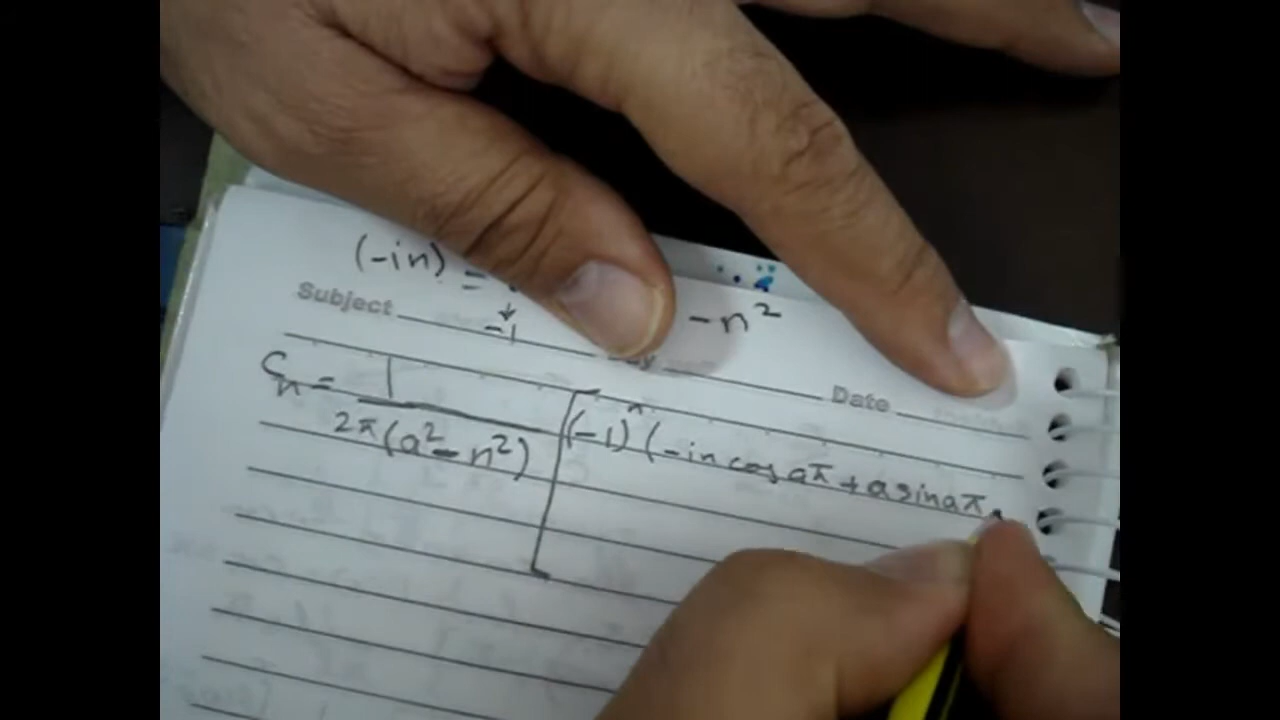 (-in) =
↓
-1
- n²
Subject
Date
Cₙ = 1 / 2π(a² - n²) [(-1)ⁿ (-in cos aπ + a sin aπ